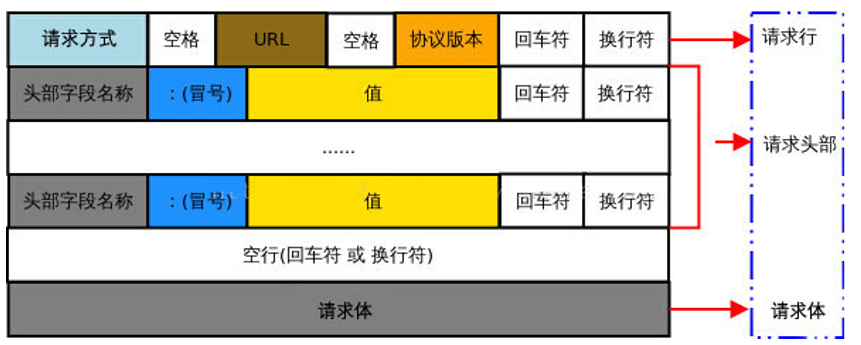 请求方式 空格 URL 空格 协议版本 回车符 换行符 请求行
头部字段名称 :(冒号) 值 回车符 换行符
...... 请求头部
头部字段名称 :(冒号) 值 回车符 换行符
空行(回车符 或 换行符)
请求体 请求体